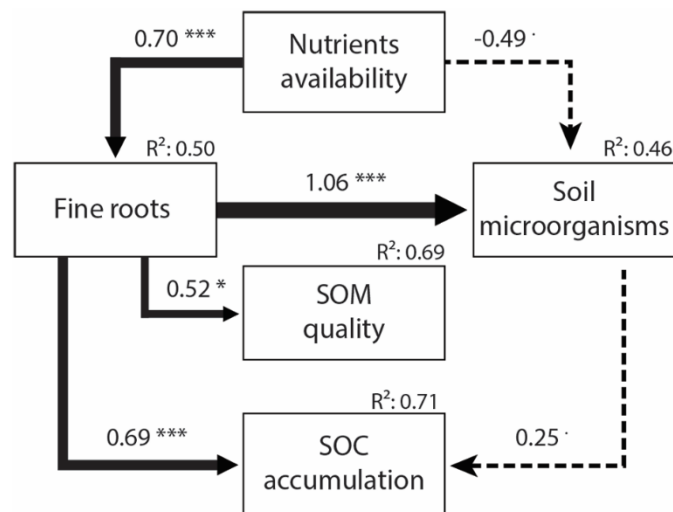 0.70 ***
Nutrients
availability
-0.49 ·
R²: 0.50
R²: 0.46
Fine roots
1.06 ***
Soil
microorganisms
R²: 0.69
0.52 *
SOM
quality
R²: 0.71
0.69 ***
SOC
accumulation
0.25 ·